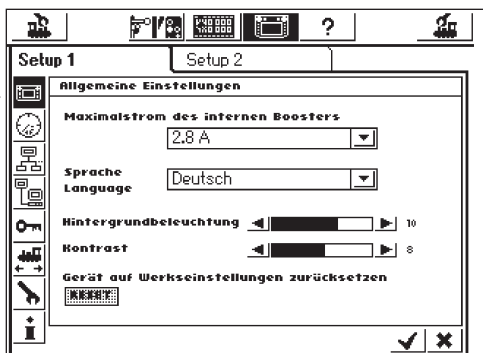 ?
Setup 1 Setup 2
Allgemeine Einstellungen
Maximalstrom des internen Boosters
2.8 A
Sprache
Language
Deutsch
Hintergrundbeleuchtung 10
Kontrast 8
Gerät auf Werkseinstellungen zurücksetzen
RESET